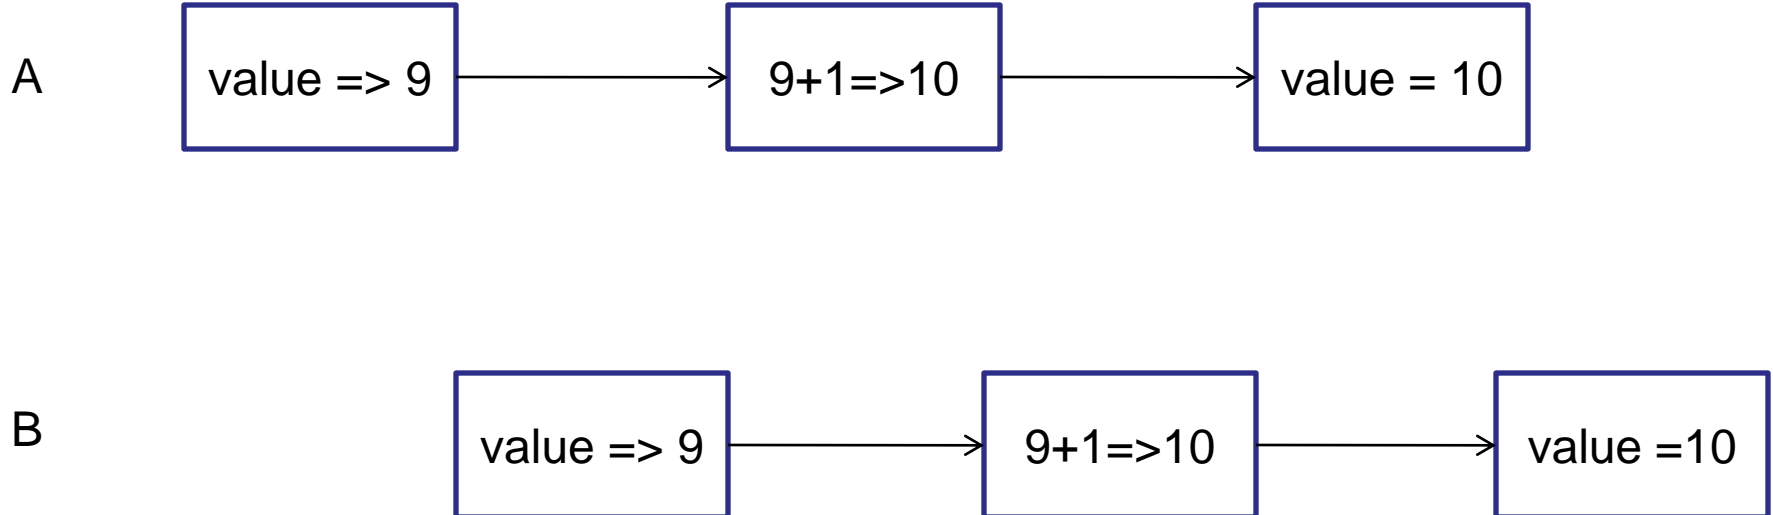 A
value => 9
9+1=>10
value = 10
B
value => 9
9+1=>10
value =10